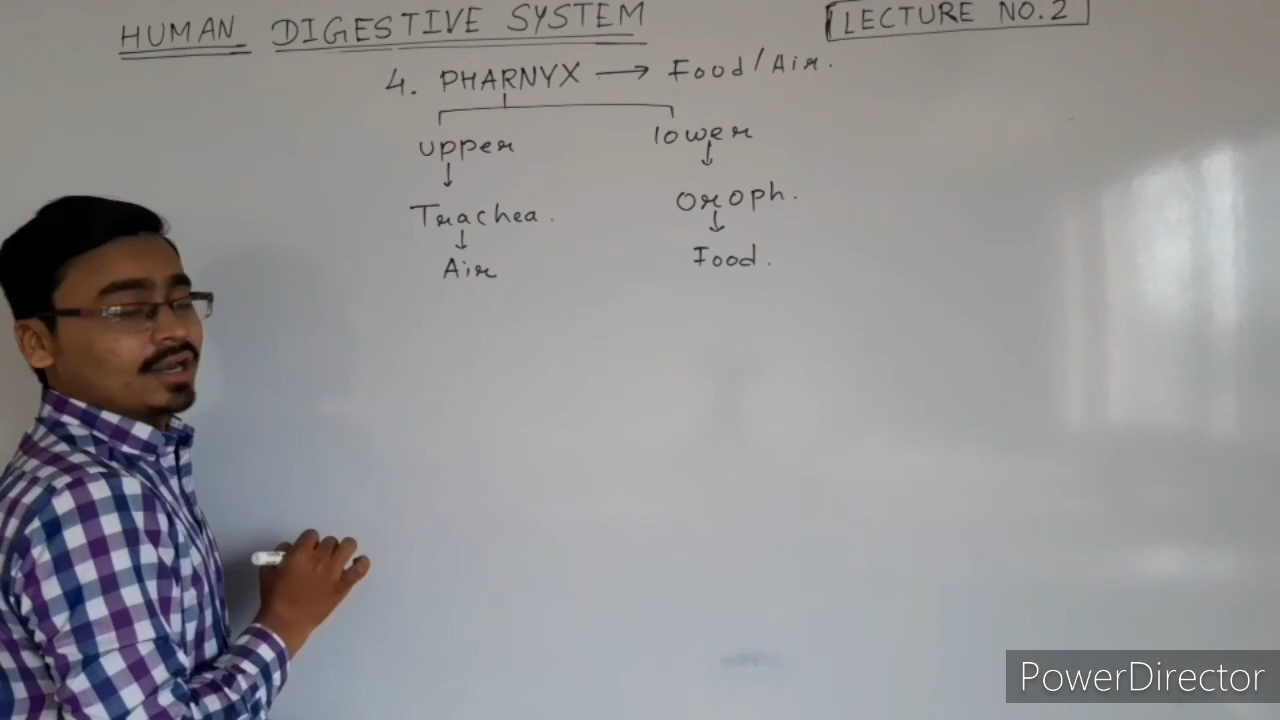 HUMAN DIGESTIVE SYSTEM
LECTURE NO.2
4. PHARNYX → Food/Air.
upper lower
↓ ↓
Trachea. Oroph.
↓ ↓
Air Food.
PowerDirector